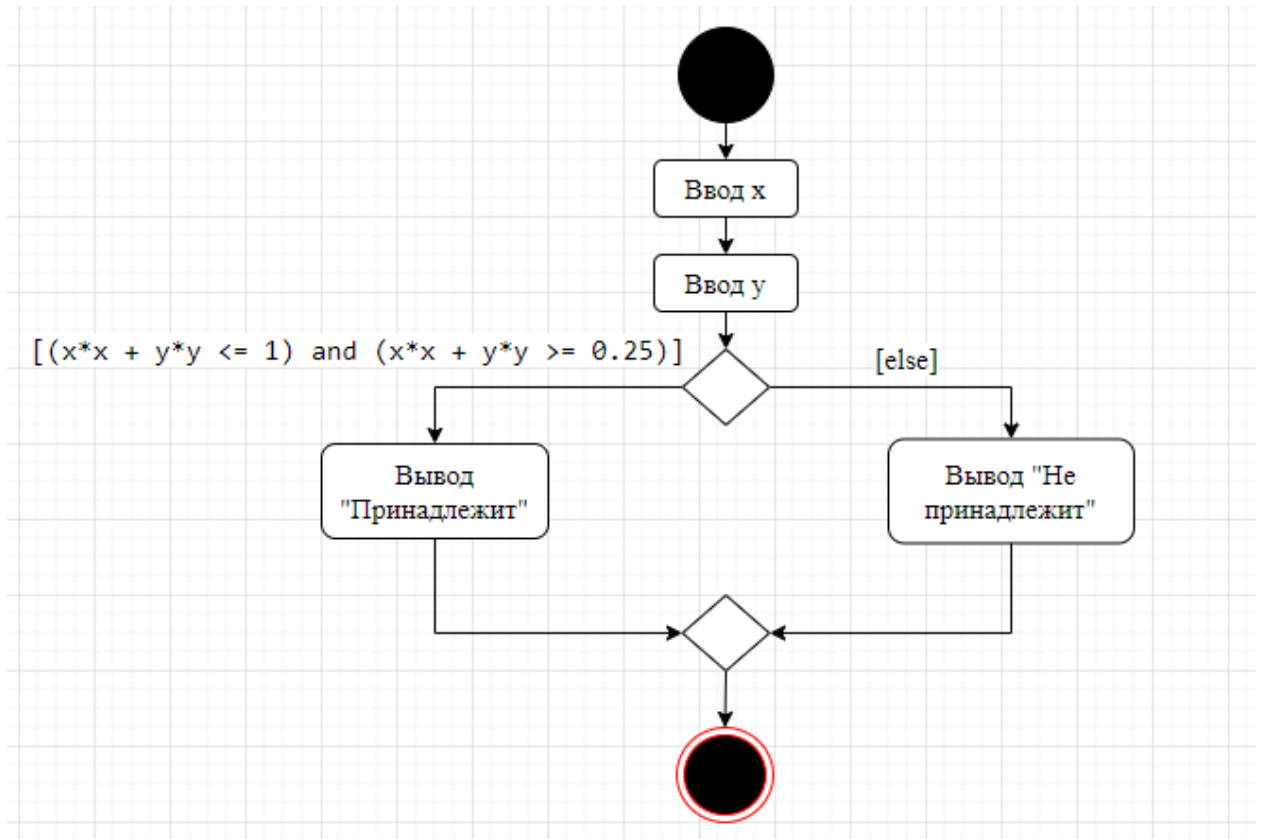 Ввод x
Ввод y
[(x*x + y*y <= 1) and (x*x + y*y >= 0.25)]
[else]
Вывод
"Принадлежит"
Вывод "Не
принадлежит"